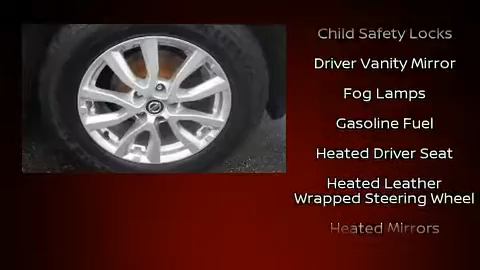 Child Safety Locks
Driver Vanity Mirror
Fog Lamps
Gasoline Fuel
Heated Driver Seat
Heated Leather
Wrapped Steering Wheel
Heated Mirrors